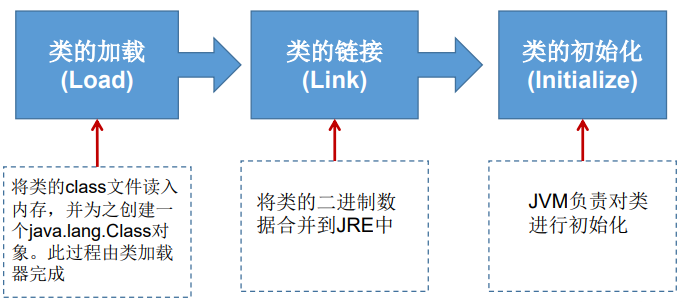 类的加载
(Load)
类的链接
(Link)
类的初始化
(Initialize)
将类的class文件读入
内存，并为之创建一
个java.lang.Class对
象。此过程由类加载
器完成
将类的二进制数
据合并到JRE中
JVM负责对类
进行初始化